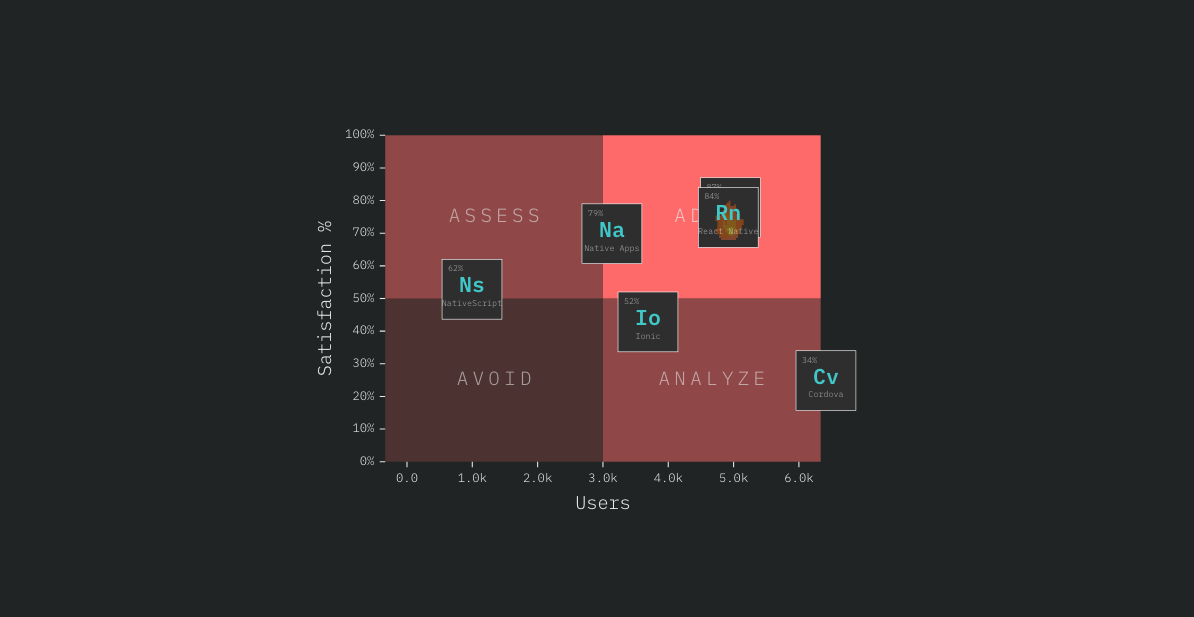 Satisfaction %
100%
90%
80%
70%
60%
50%
40%
30%
20%
10%
0%
ASSESS
AVOID
ANALYZE
84%
Rn
React Native
79%
Na
Native Apps
62%
Ns
NativeScript
52%
Io
Ionic
34%
Cv
Cordova
0.0 1.0k 2.0k 3.0k 4.0k 5.0k 6.0k
Users